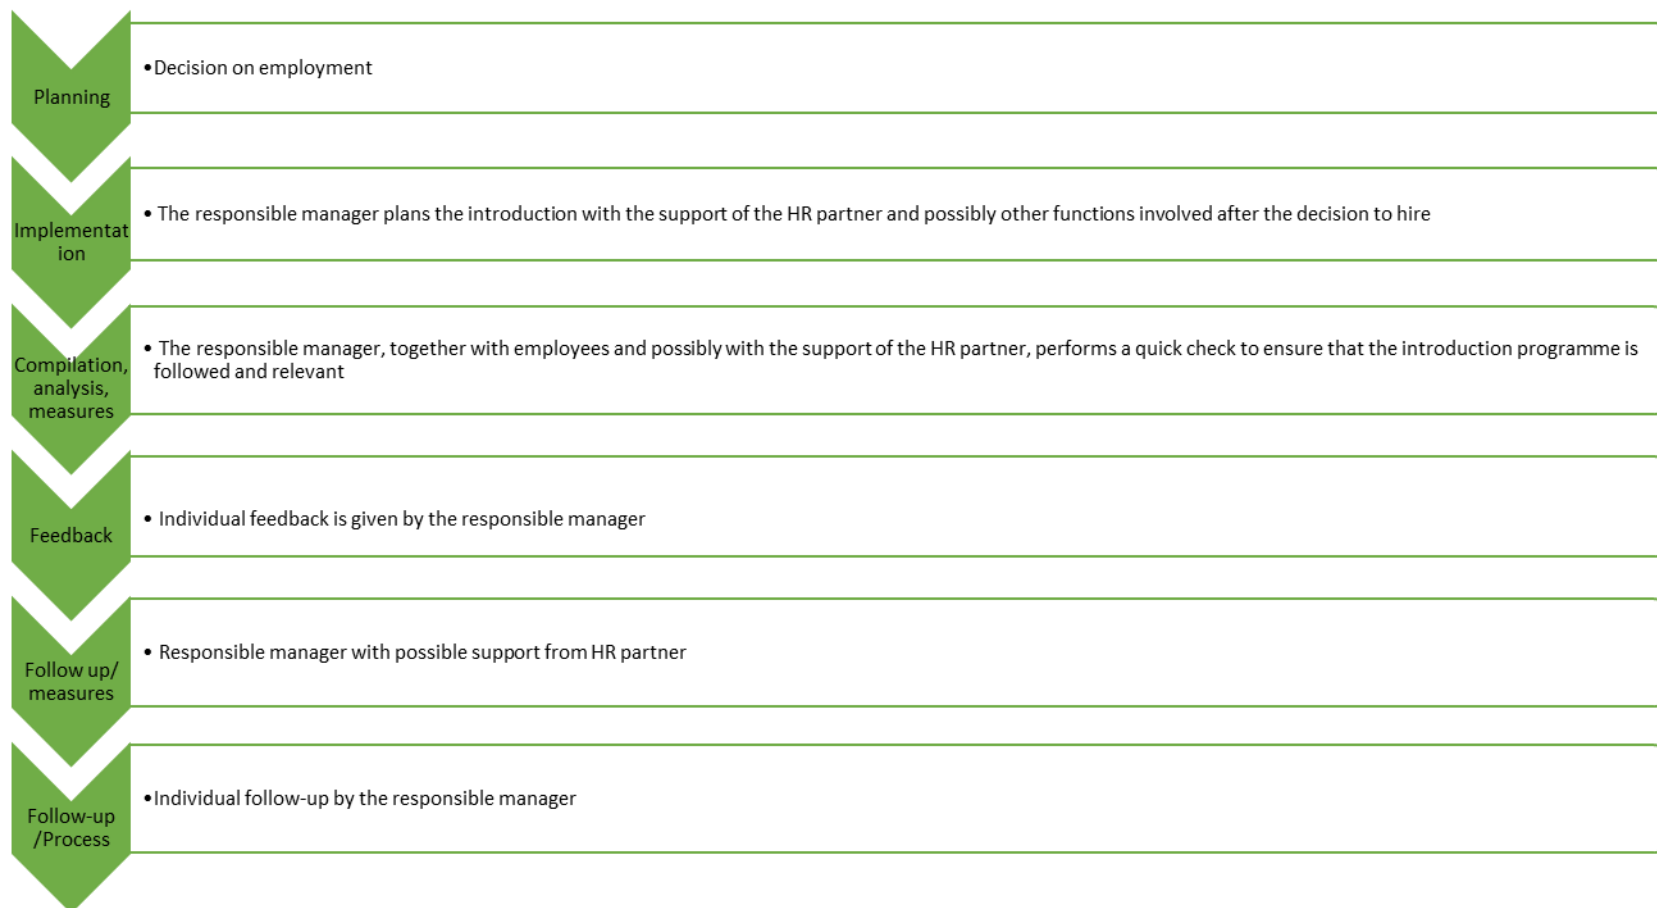 Planning
•Decision on employment
Implementat
ion
• The responsible manager plans the introduction with the support of the HR partner and possibly other functions involved after the decision to hire
Compilation,
analysis,
measures
• The responsible manager, together with employees and possibly with the support of the HR partner, performs a quick check to ensure that the introduction programme is
followed and relevant
Feedback
• Individual feedback is given by the responsible manager
Follow up/
measures
• Responsible manager with possible support from HR partner
Follow-up
/Process
•Individual follow-up by the responsible manager